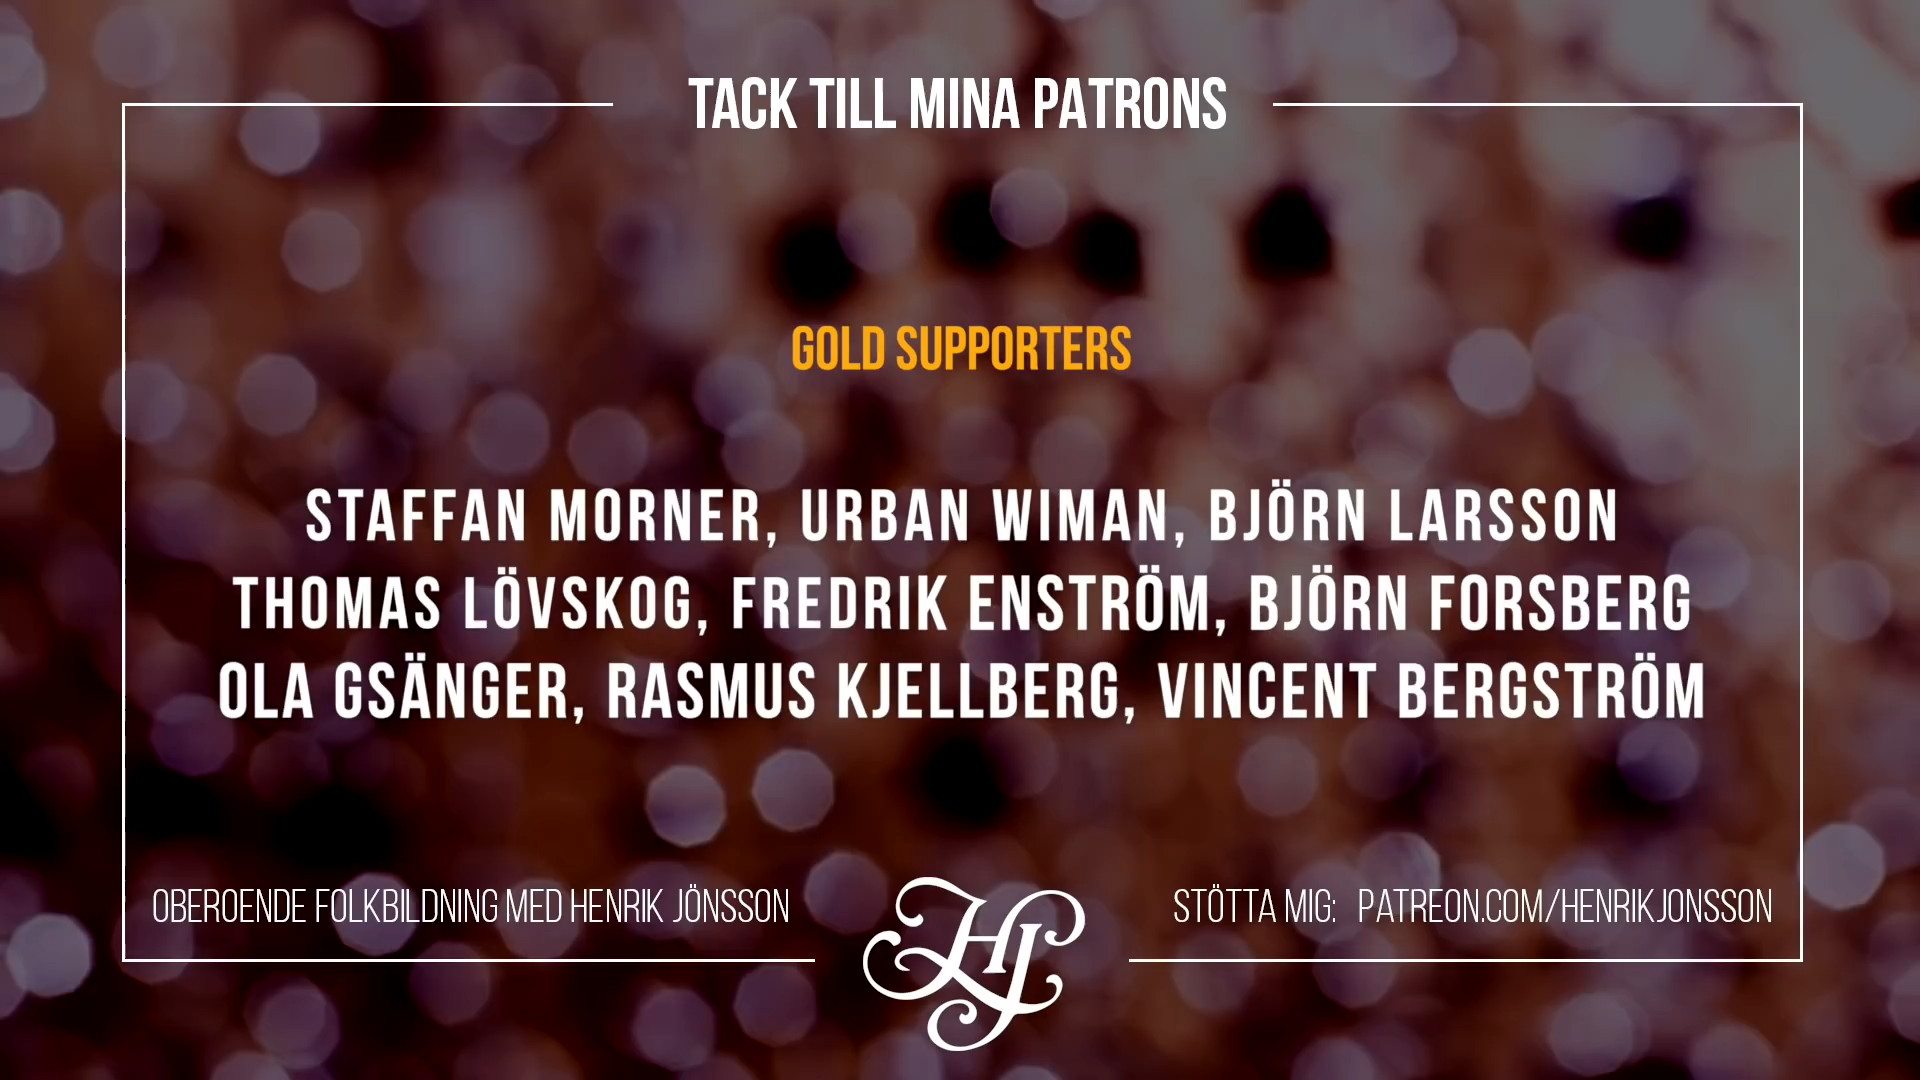 TACK TILL MINA PATRONS
GOLD SUPPORTERS
STAFFAN MORNER, URBAN WIMAN, BJÖRN LARSSON
THOMAS LÖVSKOG, FREDRIK ENSTRÖM, BJÖRN FORSBERG
OLA GSÄNGER, RASMUS KJELLBERG, VINCENT BERGSTRÖM
OBEROENDE FOLKBILDNING MED HENRIK JÖNSSON
HJ
STÖTTA MIG: PATREON.COM/HENRIKJONSSON